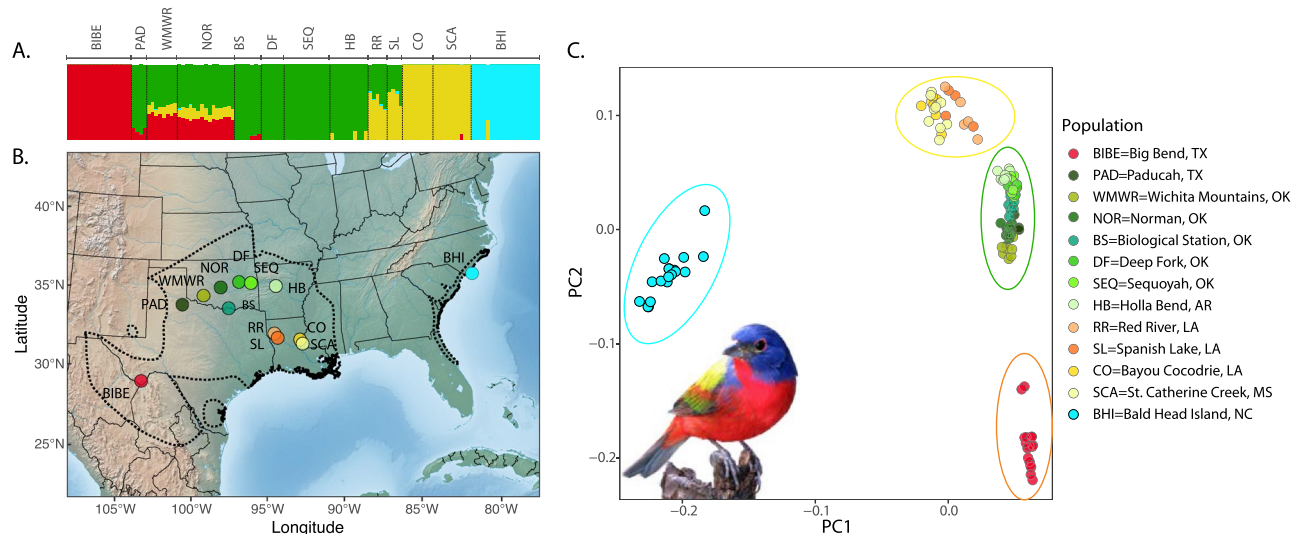 A.
BIBE PAD WMWR NOR BS DF SEQ HB RR SL CO SCA BHI
B.
40°N
35°N
30°N
25°N
Latitude
DF
NOR SEQ
WMWR HB
PAD BS
BHI
RR CO
SL SCA
BIBE
105°W 100°W 95°W 90°W 85°W 80°W
Longitude
C.
0.1
0.0
−0.1
−0.2
PC2
−0.2 −0.1 0.0
PC1
Population
BIBE=Big Bend, TX
PAD=Paducah, TX
WMWR=Wichita Mountains, OK
NOR=Norman, OK
BS=Biological Station, OK
DF=Deep Fork, OK
SEQ=Sequoyah, OK
HB=Holla Bend, AR
RR=Red River, LA
SL=Spanish Lake, LA
CO=Bayou Cocodrie, LA
SCA=St. Catherine Creek, MS
BHI=Bald Head Island, NC